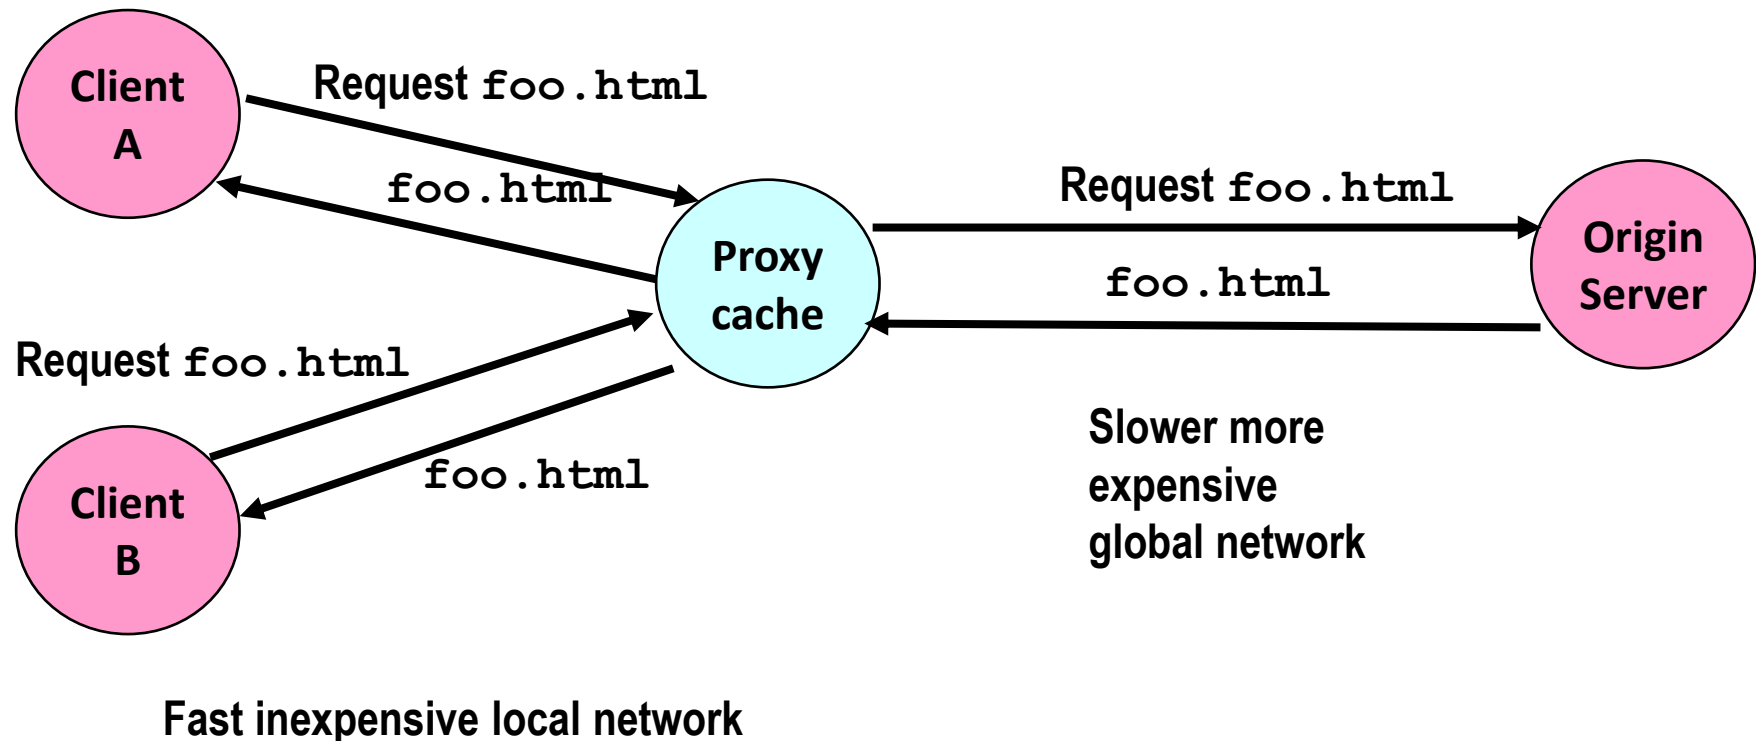 Client
A
Request foo.html
foo.html
Request foo.html
foo.html
Proxy
cache
Origin
Server
Request foo.html
foo.html
Client
B
Slower more
expensive
global network
Fast inexpensive local network